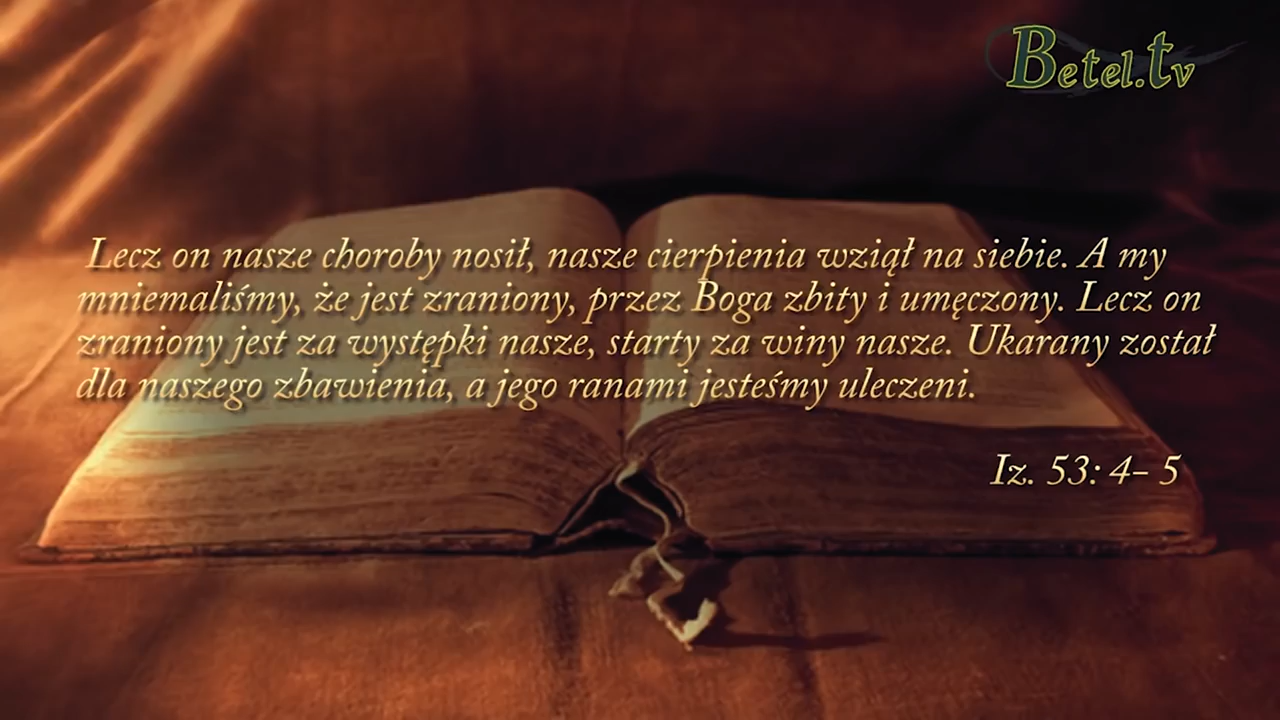 Betel.tv
Lecz on nasze choroby nosił, nasze cierpienia wziął na siebie. A my
mniemaliśmy, że jest zraniony, przez Boga zbity i umęczony. Lecz on
zraniony jest za występki nasze, starty za winy nasze. Ukarany został
dla naszego zbawienia, a jego ranami jesteśmy uleczeni.
Iz. 53: 4- 5